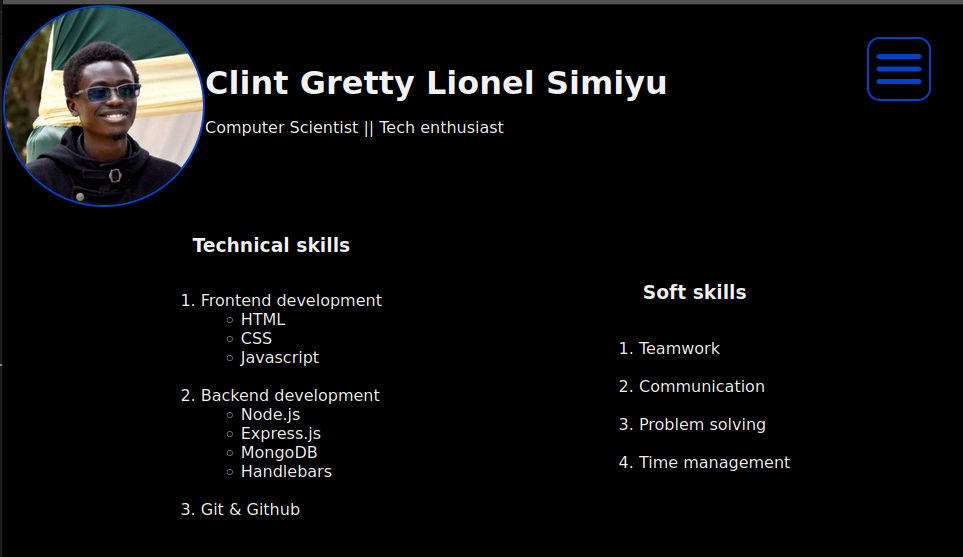 Clint Gretty Lionel Simiyu
Computer Scientist || Tech enthusiast
Technical skills
1. Frontend development
○ HTML
○ CSS
○ Javascript
2. Backend development
○ Node.js
○ Express.js
○ MongoDB
○ Handlebars
3. Git & Github
Soft skills
1. Teamwork
2. Communication
3. Problem solving
4. Time management